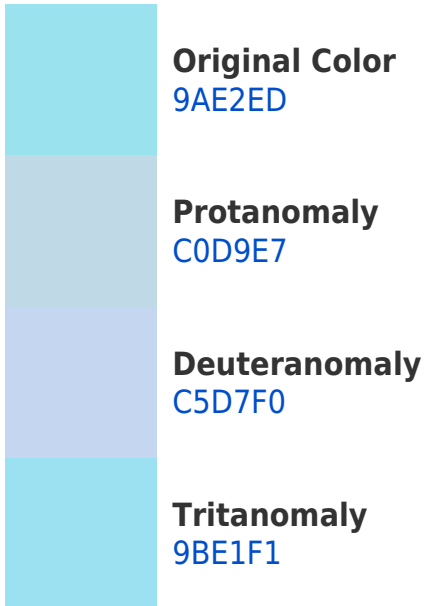 Original Color
9AE2ED
Protanomaly
C0D9E7
Deuteranomaly
C5D7F0
Tritanomaly
9BE1F1